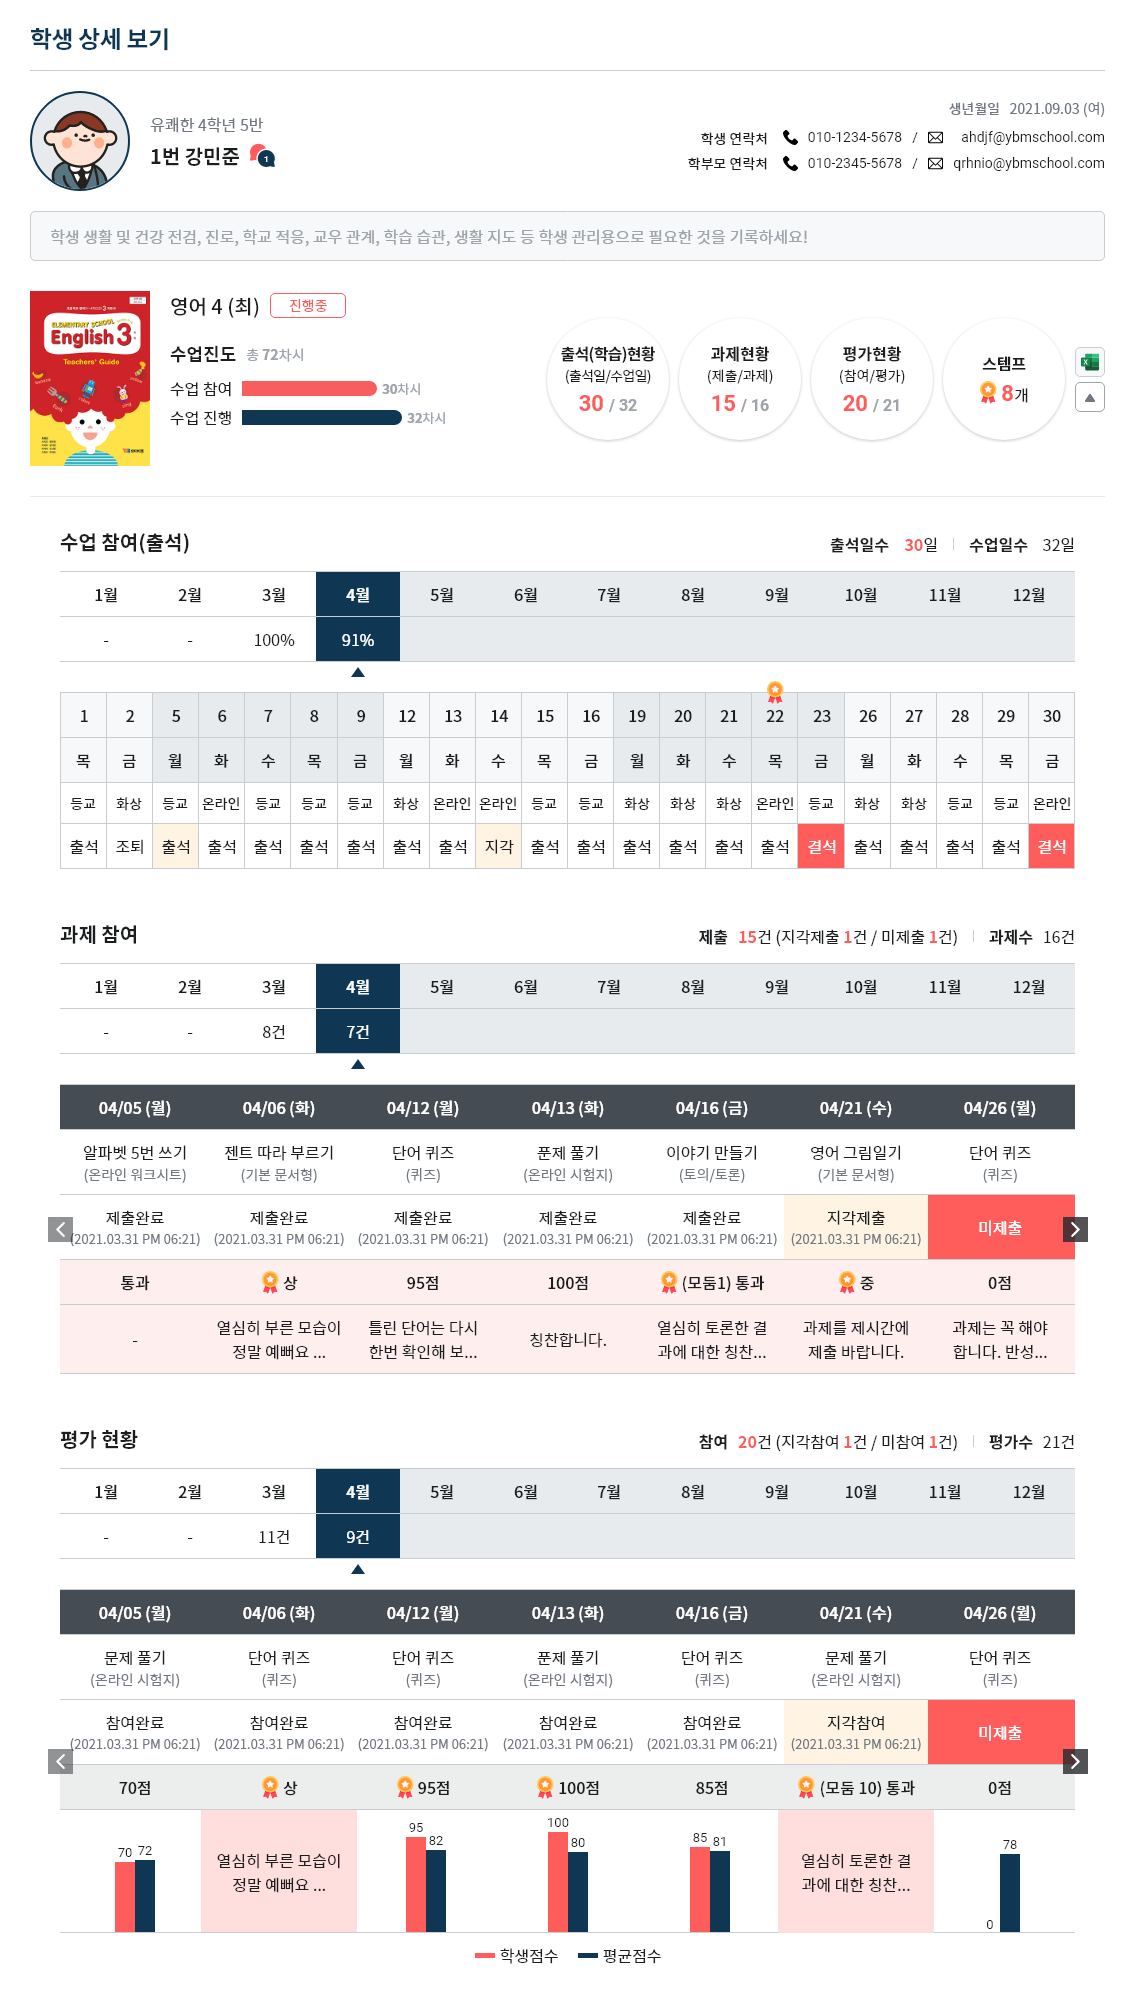 학생 상세 보기
유쾌한 4학년 5반
1번 강민준 1
생년월일 2021.09.03 (여)
학생 연락처 010-1234-5678 / ahdjf@ybmschool.com
학부모 연락처 010-2345-5678 / qrhnio@ybmschool.com
학생 생활 및 건강 전검, 진로, 학교 적응, 교우 관계, 학습 습관, 생활 지도 등 학생 관리용으로 필요한 것을 기록하세요!
ELEMENTARY SCHOOL
English 3
Teachers' Guide
영어 4 (최) 진행중
수업진도 총 72차시
수업 참여 30차시
수업 진행 32차시
출석(학습)현황
(출석일/수업일)
30 / 32
과제현황
(제출/과제)
15 / 16
평가현황
(참여/평가)
20 / 21
스템프
8개
수업 참여(출석)
출석일수 30일 수업일수 32일
1월 2월 3월 4월 5월 6월 7월 8월 9월 10월 11월 12월
- - 100% 91%
1 2 5 6 7 8 9 12 13 14 15 16 19 20 21 22 23 26 27 28 29 30
목 금 월 화 수 목 금 월 화 수 목 금 월 화 수 목 금 월 화 수 목 금
등교 화상 등교 온라인 등교 등교 등교 화상 온라인 온라인 등교 등교 화상 화상 화상 온라인 등교 화상 화상 등교 등교 온라인
출석 조퇴 출석 출석 출석 출석 출석 출석 출석 지각 출석 출석 출석 출석 출석 출석 결석 출석 출석 출석 출석 결석
과제 참여
제출 15건 (지각제출 1건 / 미제출 1건) 과제수 16건
1월 2월 3월 4월 5월 6월 7월 8월 9월 10월 11월 12월
- - 8건 7건
04/05 (월) 04/06 (화) 04/12 (월) 04/13 (화) 04/16 (금) 04/21 (수) 04/26 (월)
알파벳 5번 쓰기 젠트 따라 부르기 단어 퀴즈 푼제 풀기 이야기 만들기 영어 그림일기 단어 퀴즈
(온라인 워크시트) (기본 문서형) (퀴즈) (온라인 시험지) (토의/토론) (기본 문서형) (퀴즈)
제출완료 제출완료 제출완료 제출완료 제출완료 지각제출 미제출
(2021.03.31 PM 06:21) (2021.03.31 PM 06:21) (2021.03.31 PM 06:21) (2021.03.31 PM 06:21) (2021.03.31 PM 06:21) (2021.03.31 PM 06:21)
통과 상 95점 100점 (모둠1) 통과 중 0점
- 열심히 부른 모습이 틀린 단어는 다시 칭찬합니다. 열심히 토론한 결 과제를 제시간에 과제는 꼭 해야
정말 예뻐요 ... 한번 확인해 보... 과에 대한 칭찬... 제출 바랍니다. 합니다. 반성...
평가 현황
참여 20건 (지각참여 1건 / 미참여 1건) 평가수 21건
1월 2월 3월 4월 5월 6월 7월 8월 9월 10월 11월 12월
- - 11건 9건
04/05 (월) 04/06 (화) 04/12 (월) 04/13 (화) 04/16 (금) 04/21 (수) 04/26 (월)
문제 풀기 단어 퀴즈 단어 퀴즈 푼제 풀기 단어 퀴즈 문제 풀기 단어 퀴즈
(온라인 시험지) (퀴즈) (퀴즈) (온라인 시험지) (퀴즈) (온라인 시험지) (퀴즈)
참여완료 참여완료 참여완료 참여완료 참여완료 지각참여 미제출
(2021.03.31 PM 06:21) (2021.03.31 PM 06:21) (2021.03.31 PM 06:21) (2021.03.31 PM 06:21) (2021.03.31 PM 06:21) (2021.03.31 PM 06:21)
70점 상 95점 100점 85점 (모둠 10) 통과 0점
70 72 95 82 100 80 85 81 0 78
열심히 부른 모습이 열심히 토론한 결
정말 예뻐요 ... 과에 대한 칭찬...
학생점수 평균점수